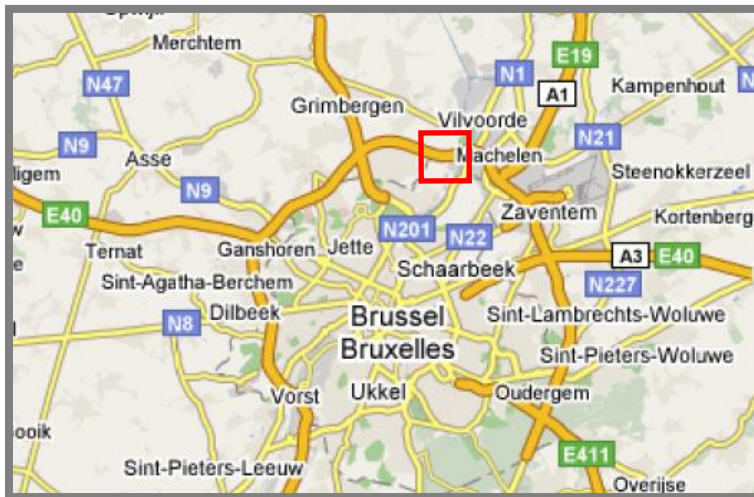 Merchtem
E19
N47
N1
A1
Kampenhout
N
Grimbergen
Vilvoorde
N21
N9
Asse
Machelen
Steenokkerzeel
ligem
N9
E40
N201
N22
Zaventem
Kortenberg
Ternat
Ganshoren
Jette
Schaarbeek
A3
E40
Sint-Agatha-Berchem
N227
Dilbeek
Brussel
Sint-Lambrechts-Woluwe
N8
Bruxelles
Sint-Pieters-Woluwe
Vorst
Ukkel
Oudergem
ooik
E411
Sint-Pieters-Leeuw
Overijse